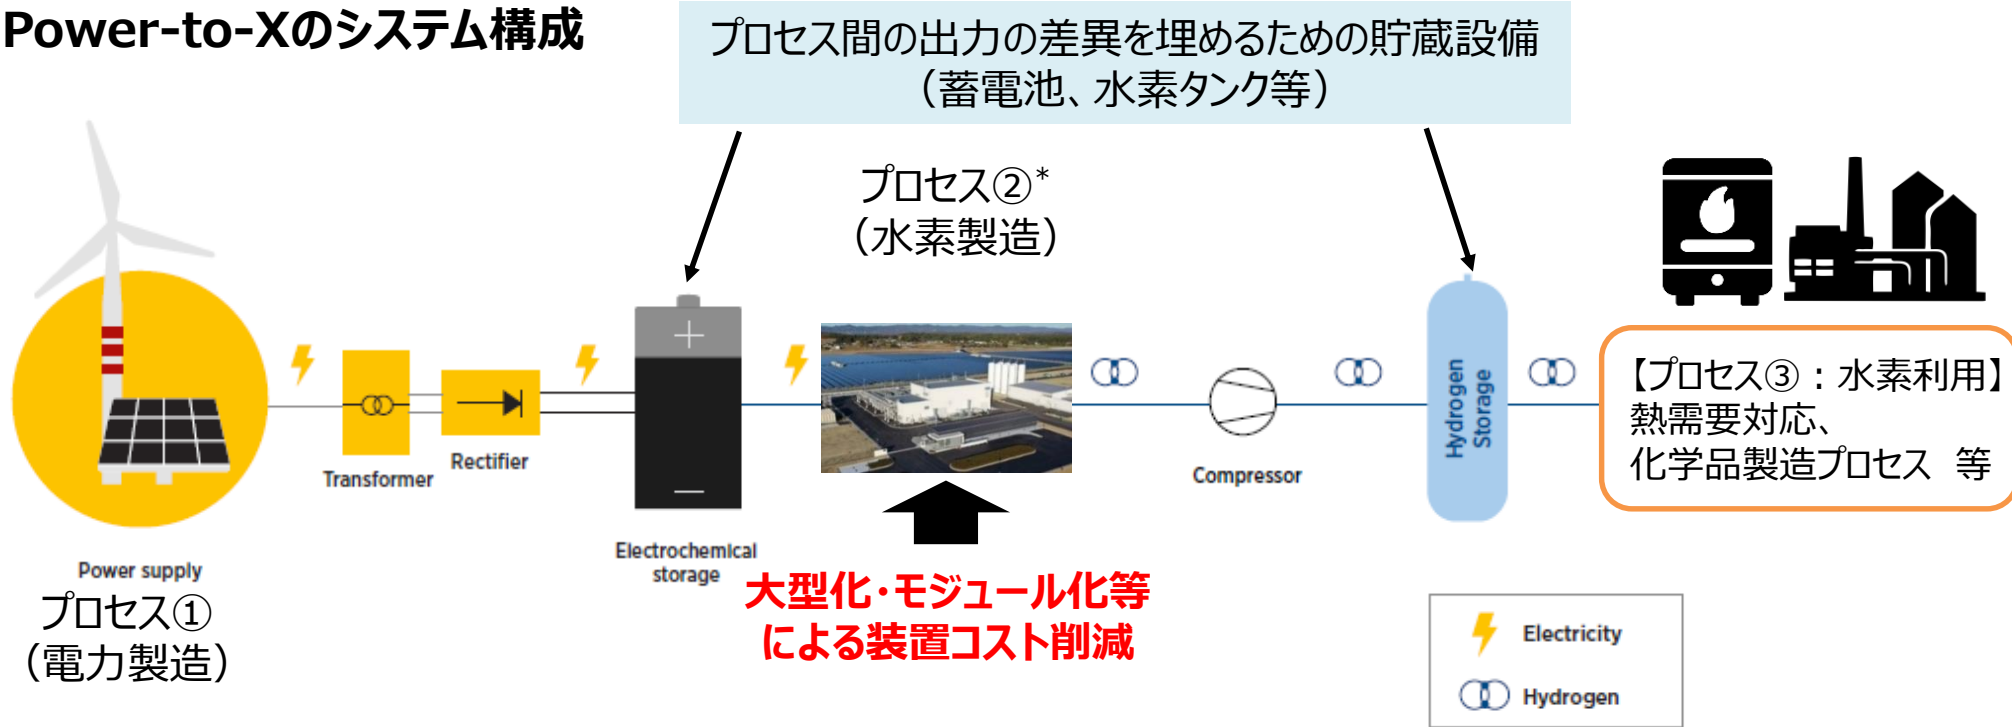 Power-to-Xのシステム構成
プロセス間の出力の差異を埋めるための貯蔵設備
（蓄電池、水素タンク等）
プロセス②*
（水素製造）
Transformer
Rectifier
Electrochemical
storage
Compressor
Hydrogen
Storage
【プロセス③：水素利用】
熱需要対応、
化学品製造プロセス 等
Power supply
プロセス①
（電力製造）
大型化・モジュール化等
による装置コスト削減
Electricity
Hydrogen